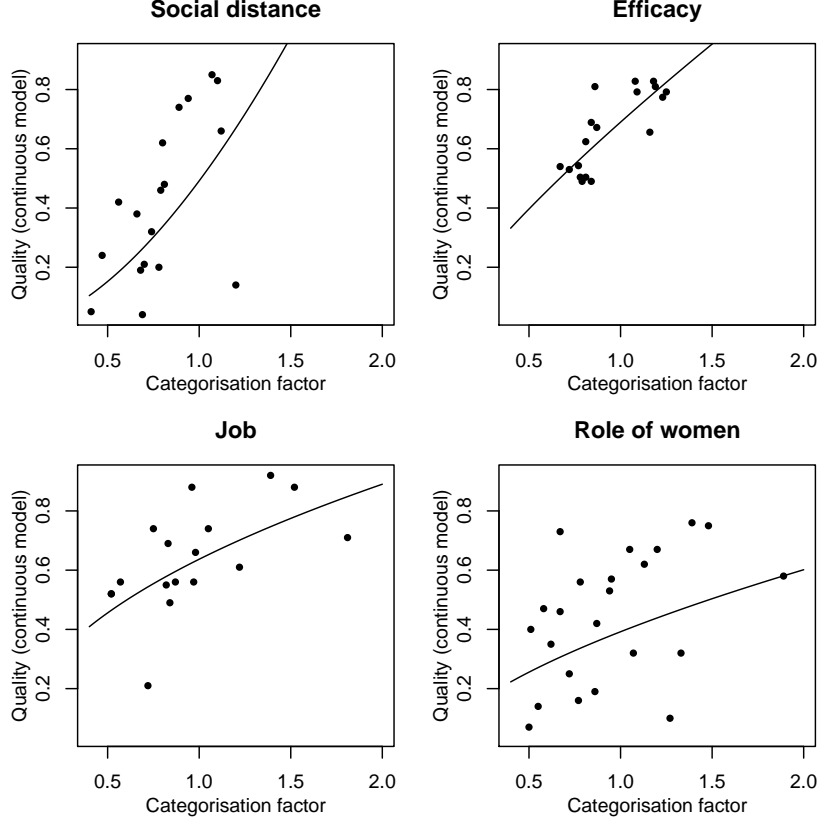 Social distance
Quality (continuous model)
0.2 0.4 0.6 0.8
0.5 1.0 1.5 2.0
Categorisation factor
Efficacy
Quality (continuous model)
0.2 0.4 0.6 0.8
0.5 1.0 1.5 2.0
Categorisation factor
Job
Quality (continuous model)
0.2 0.4 0.6 0.8
0.5 1.0 1.5 2.0
Categorisation factor
Role of women
Quality (continuous model)
0.2 0.4 0.6 0.8
0.5 1.0 1.5 2.0
Categorisation factor